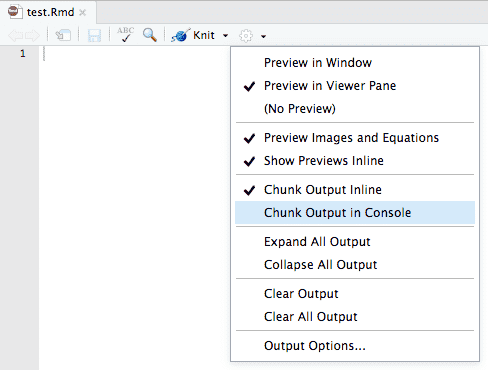 test.Rmd
ABC
Knit
1
Preview in Window
Preview in Viewer Pane
(No Preview)
Preview Images and Equations
Show Previews Inline
Chunk Output Inline
Chunk Output in Console
Expand All Output
Collapse All Output
Clear Output
Clear All Output
Output Options...